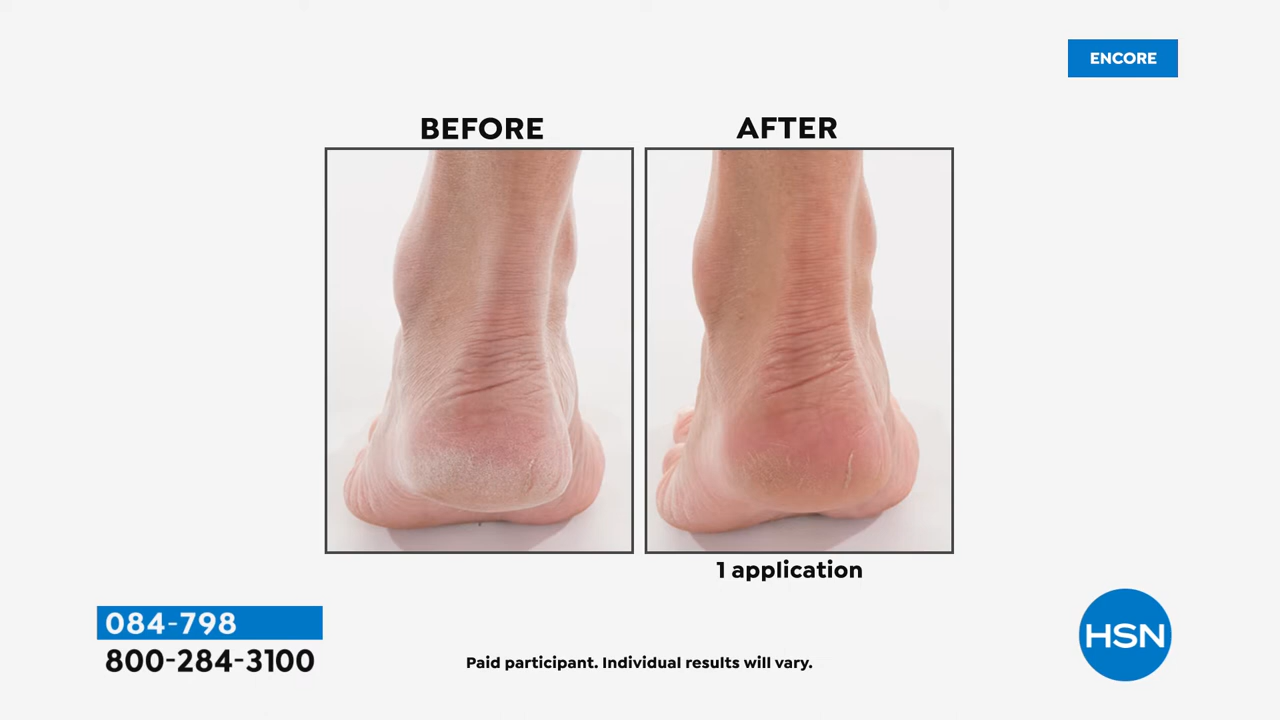 ENCORE
BEFORE
AFTER
1 application
084-798
800-284-3100
Paid participant. Individual results will vary.
HSN